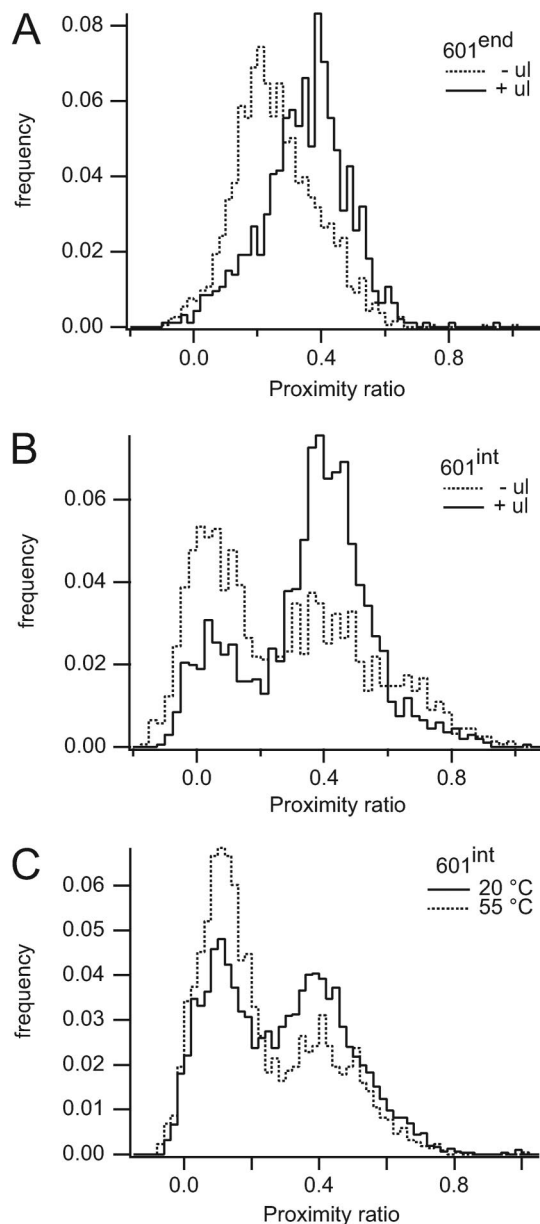 A
601end
- ul
+ ul
frequency
0.08
0.06
0.04
0.02
0.00
0.0 0.4 0.8
Proximity ratio
B
601int
- ul
+ ul
frequency
0.06
0.04
0.02
0.00
0.0 0.4 0.8
Proximity ratio
C
601int
20 °C
55 °C
frequency
0.06
0.05
0.04
0.03
0.02
0.01
0.00
0.0 0.4 0.8
Proximity ratio